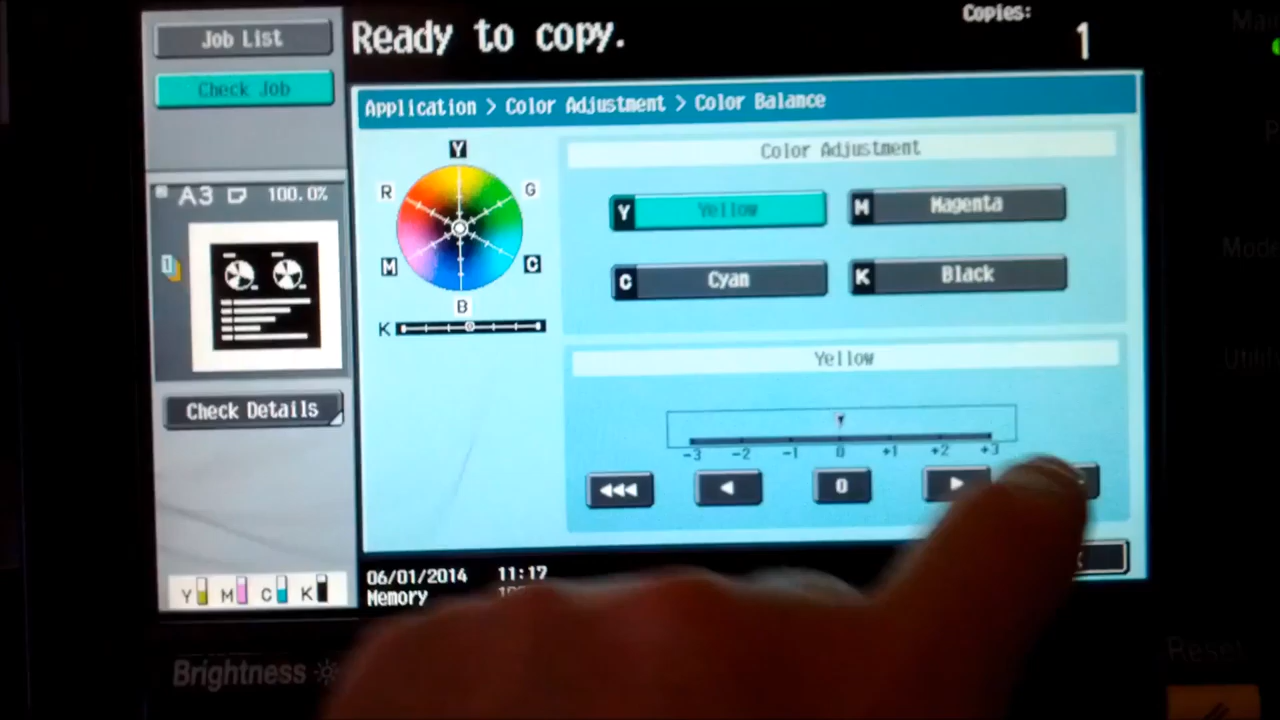 Copies:
Job List
Ready to copy.
1
Check Job
Application > Color Adjustment > Color Balance
Y
Color Adjustment
A3 100.0%
R
G
Y Yellow
M Magenta
M
C
C Cyan
K Black
B
K
Yellow
Check Details
-3 -2 -1 0 +1 +2 +3
0
06/01/2014 11:17
Y M C K
Memory
Reset
Brightness